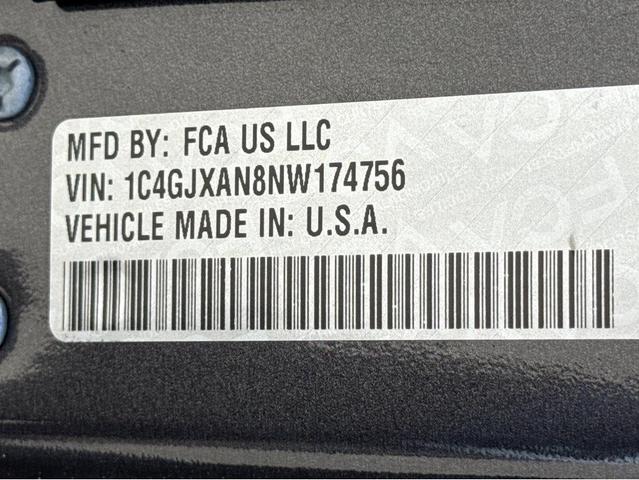 MFD BY: FCA US LLC
VIN: 1C4GJXAN8NW174756
VEHICLE MADE IN: U.S.A.